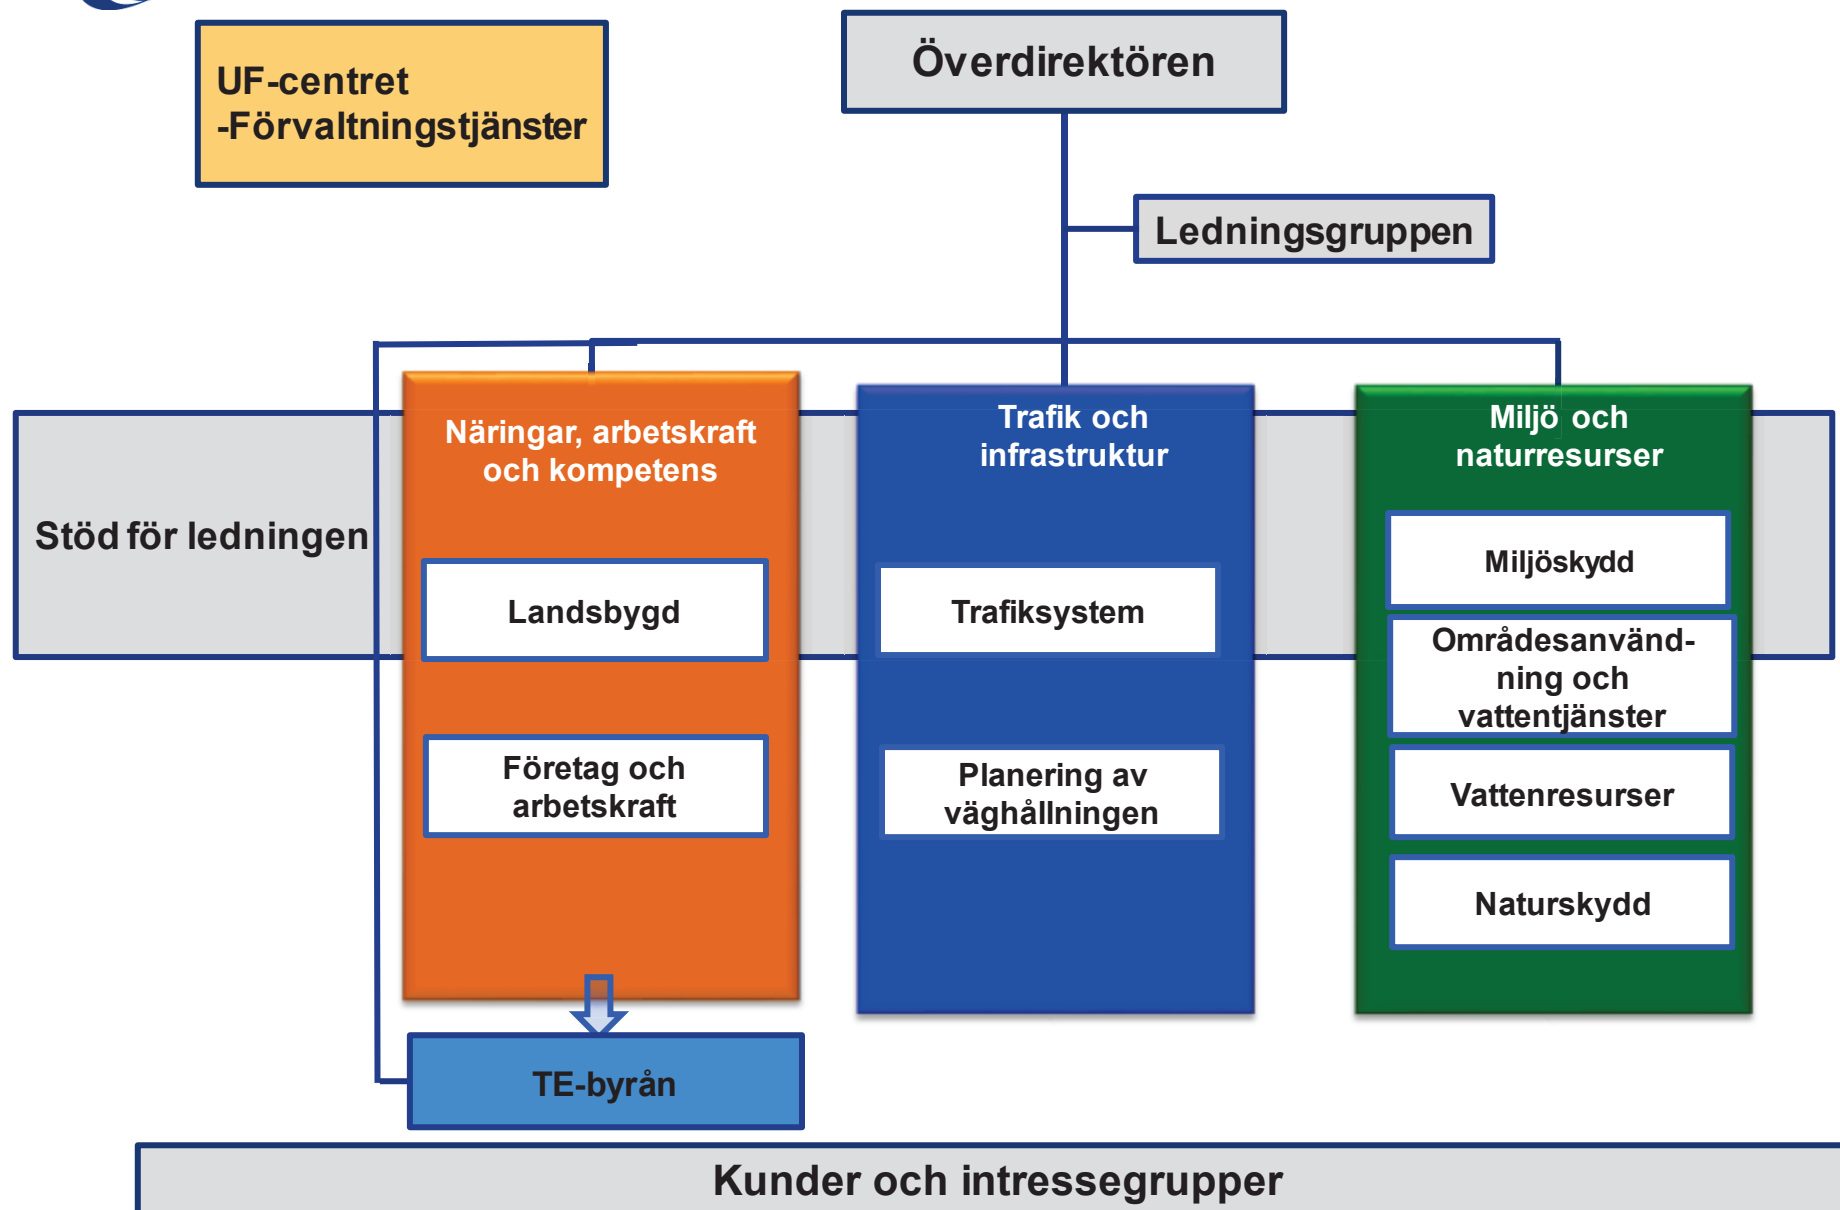 UF-centret
-Förvaltningstjänster
Överdirektören
Ledningsgruppen
Stöd för ledningen
Näringar, arbetskraft
och kompetens
Landsbygd
Företag och
arbetskraft
TE-byrån
Trafik och
infrastruktur
Trafiksystem
Planering av
väghållningen
Miljö och
naturresurser
Miljöskydd
Områdesanvänd-
ning och
vattentjänster
Vattenresurser
Naturskydd
Kunder och intressegrupper